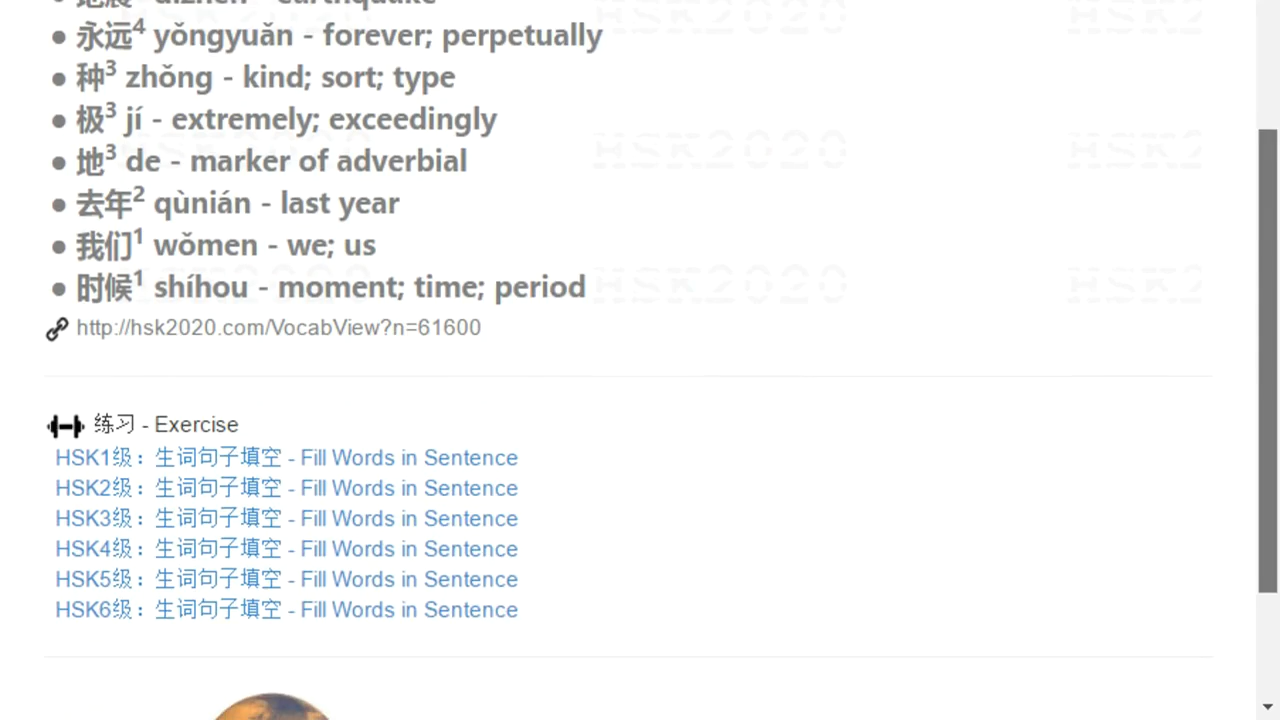 • 地震 dìzhèn - earthquake
• 永远4 yǒngyuǎn - forever; perpetually
• 种3 zhǒng - kind; sort; type
• 极3 jí - extremely; exceedingly
• 地3 de - marker of adverbial
• 去年2 qùnián - last year
• 我们1 wǒmen - we; us
• 时候1 shíhou - moment; time; period
http://hsk2020.com/VocabView?n=61600
练习 - Exercise
HSK1级：生词句子填空 - Fill Words in Sentence
HSK2级：生词句子填空 - Fill Words in Sentence
HSK3级：生词句子填空 - Fill Words in Sentence
HSK4级：生词句子填空 - Fill Words in Sentence
HSK5级：生词句子填空 - Fill Words in Sentence
HSK6级：生词句子填空 - Fill Words in Sentence